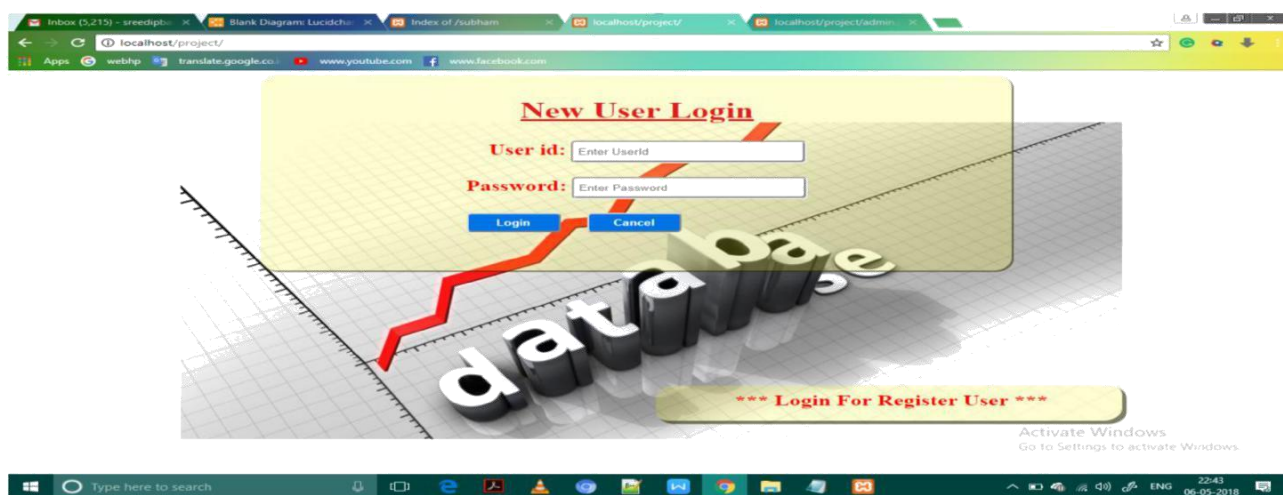 Inbox (5,215) - sreedipba
Blank Diagram: Lucidchar
Index of /subham
localhost/project/
localhost/project/admin.
localhost/project/
Apps
webhp
translate.google.co.i
www.youtube.com
www.facebook.com
New User Login
User id:
Enter UserId
Password:
Enter Password
Login
Cancel
database
*** Login For Register User ***
Activate Windows
Go to Settings to activate Windows.
Type here to search
ENG
22:43
06-05-2018